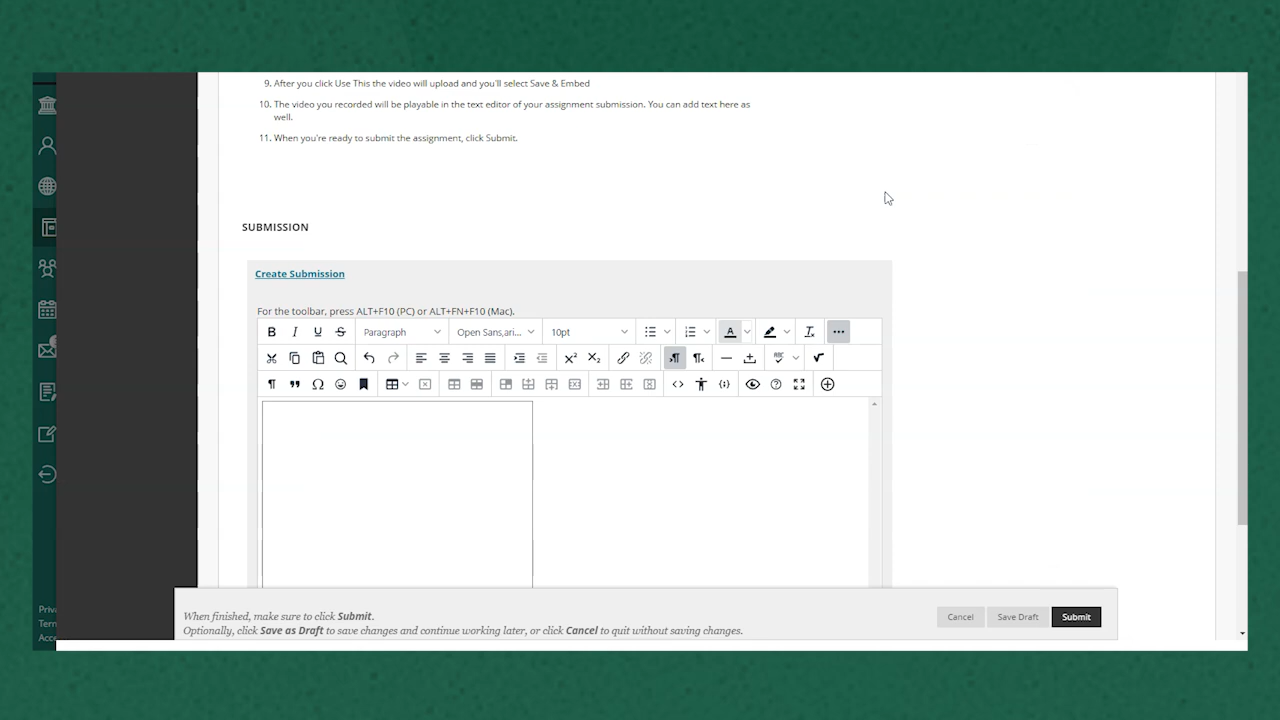 9. After you click Use This the video will upload and you'll select Save & Embed
10. The video you recorded will be playable in the text editor of your assignment submission. You can add text here as
well.
11. When you're ready to submit the assignment, click Submit.
SUBMISSION
Create Submission
For the toolbar, press ALT+F10 (PC) or ALT+FN+F10 (Mac).
Paragraph Open Sans,ari... 10pt
When finished, make sure to click Submit.
Optionally, click Save as Draft to save changes and continue working later, or click Cancel to quit without saving changes.
Cancel Save Draft Submit
Priva
Term
Acce